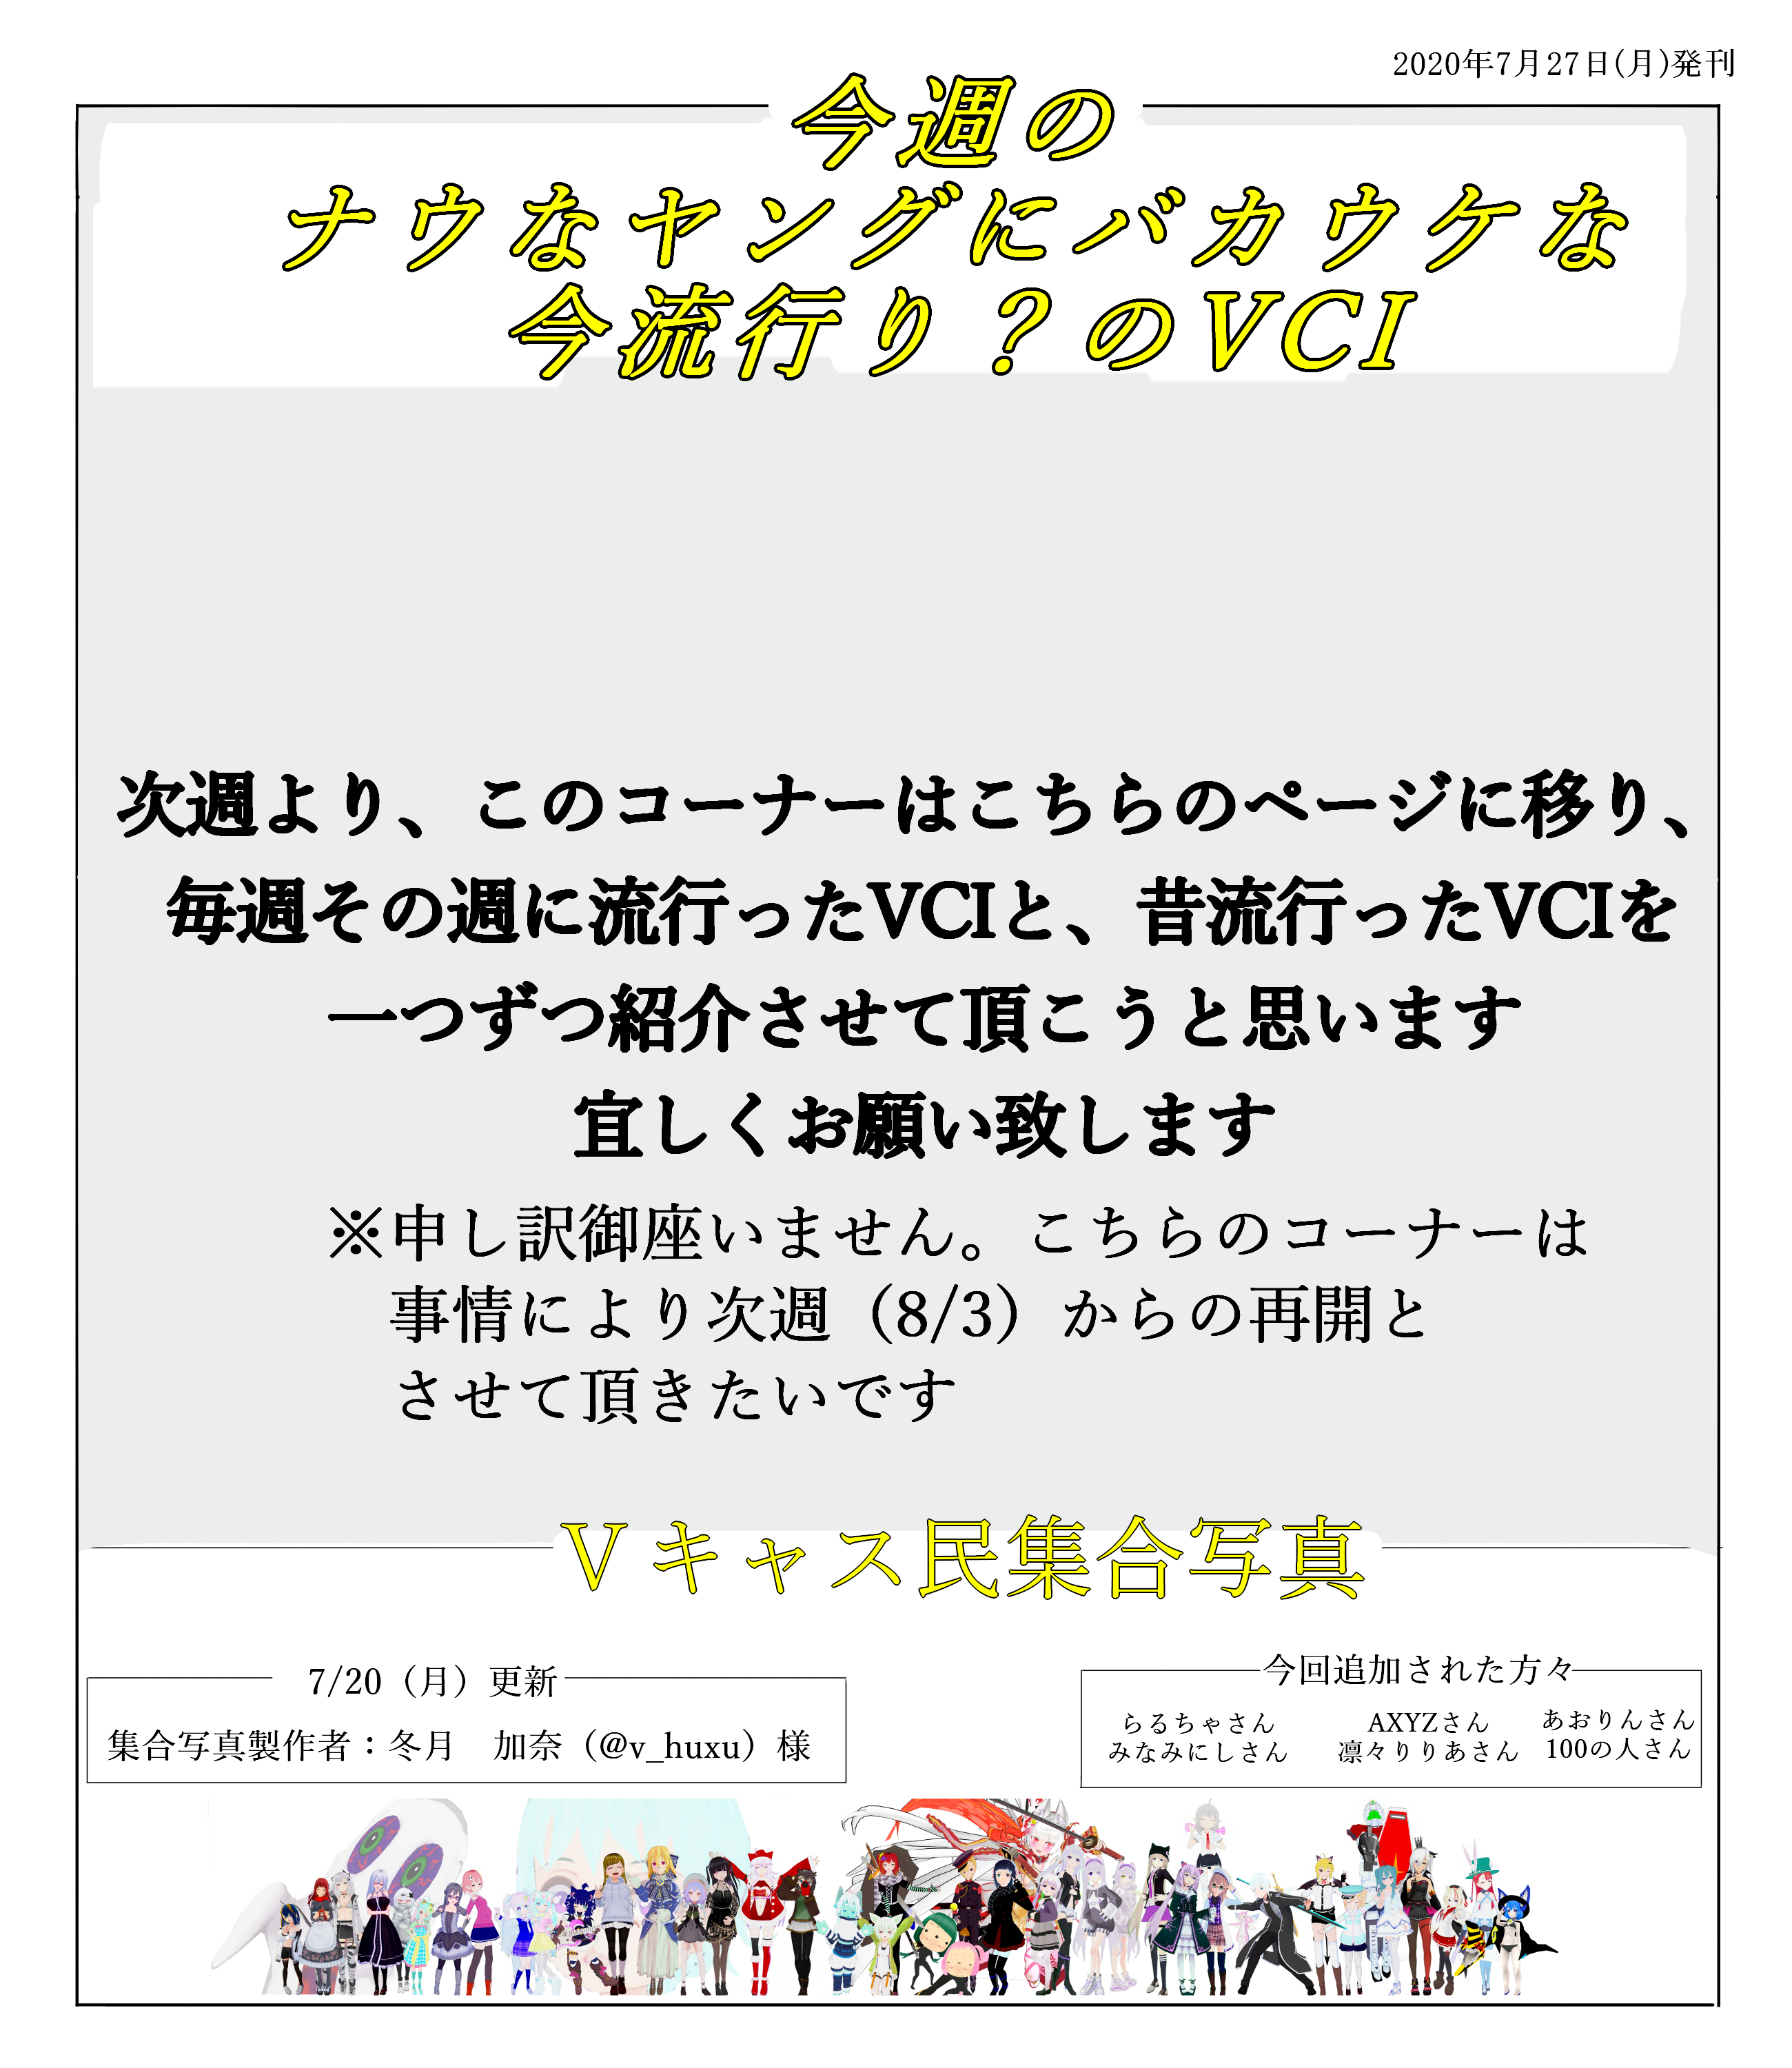 2020年7月27日(月)発刊
今週の
ナウなヤングにバカウケな
今流行り？のVCI
次週より、このコーナーはこちらのページに移り、
毎週その週に流行ったVCIと、昔流行ったVCIを
一つずつ紹介させて頂こうと思います
宜しくお願い致します
※申し訳御座いません。こちらのコーナーは
事情により次週（8/3）からの再開と
させて頂きたいです
Ｖキャス民集合写真
7/20（月）更新
集合写真製作者：冬月　加奈（@v_huxu）様
今回追加された方々
らるちゃさん　AXYZさん　あおりんさん
みなみにしさん　凛々りりあさん　100の人さん